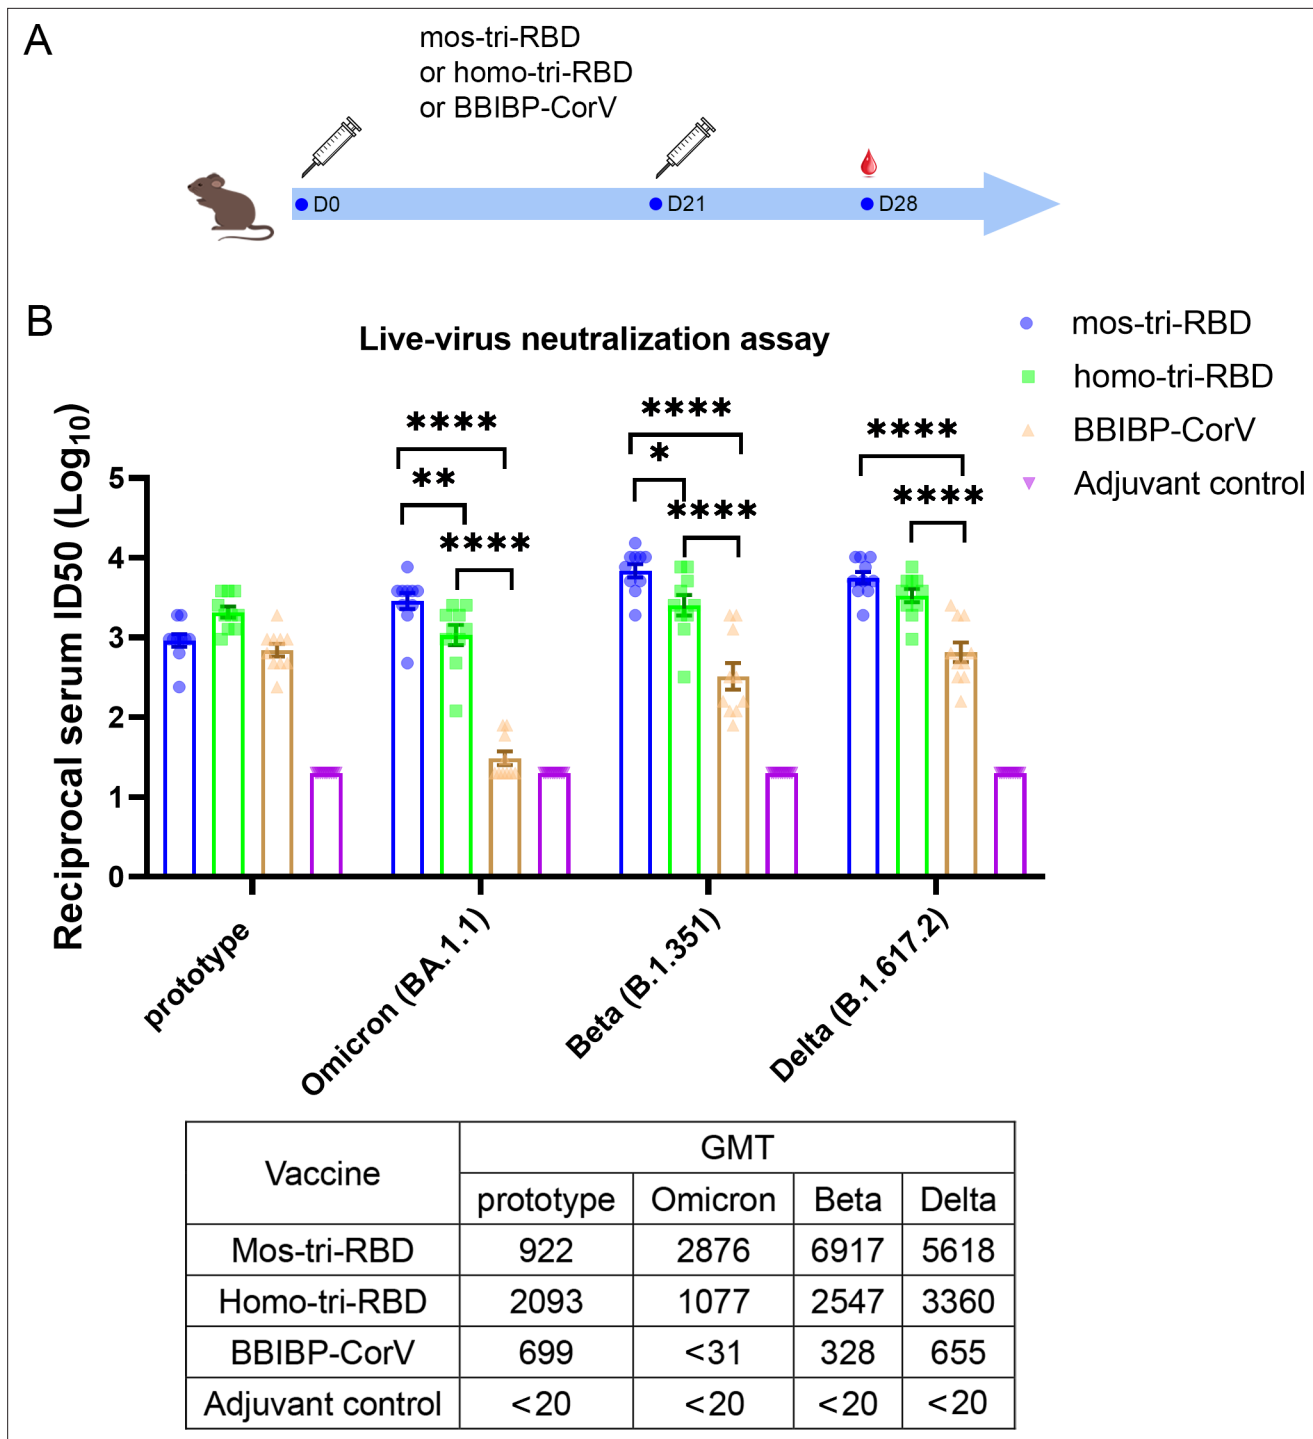 A
mos-tri-RBD
or homo-tri-RBD
or BBIBP-CorV
D0 D21 D28
B
Live-virus neutralization assay
mos-tri-RBD
homo-tri-RBD
BBIBP-CorV
Adjuvant control
Reciprocal serum ID50 (Log10)
5
4
3
2
1
0
**** ** ****
**** * ****
**** ****
prototype
Omicron (BA.1.1)
Beta (B.1.351)
Delta (B.1.617.2)
Vaccine GMT
prototype Omicron Beta Delta
Mos-tri-RBD 922 2876 6917 5618
Homo-tri-RBD 2093 1077 2547 3360
BBIBP-CorV 699 <31 328 655
Adjuvant control <20 <20 <20 <20